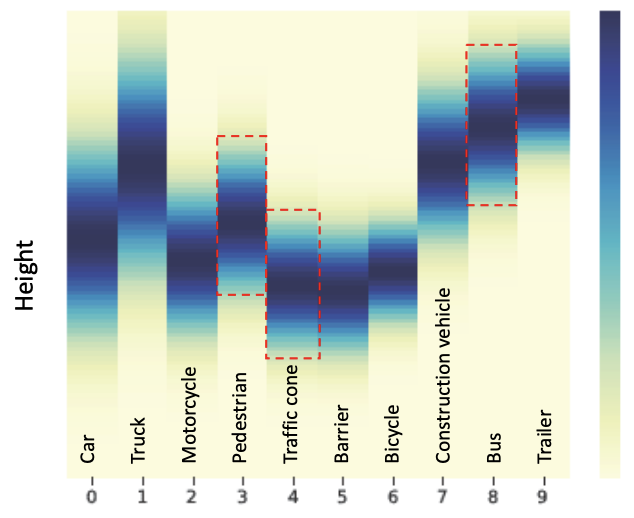 Height
Car
Truck
Motorcycle
Pedestrian
Traffic cone
Barrier
Bicycle
Construction vehicle
Bus
Trailer
0 1 2 3 4 5 6 7 8 9